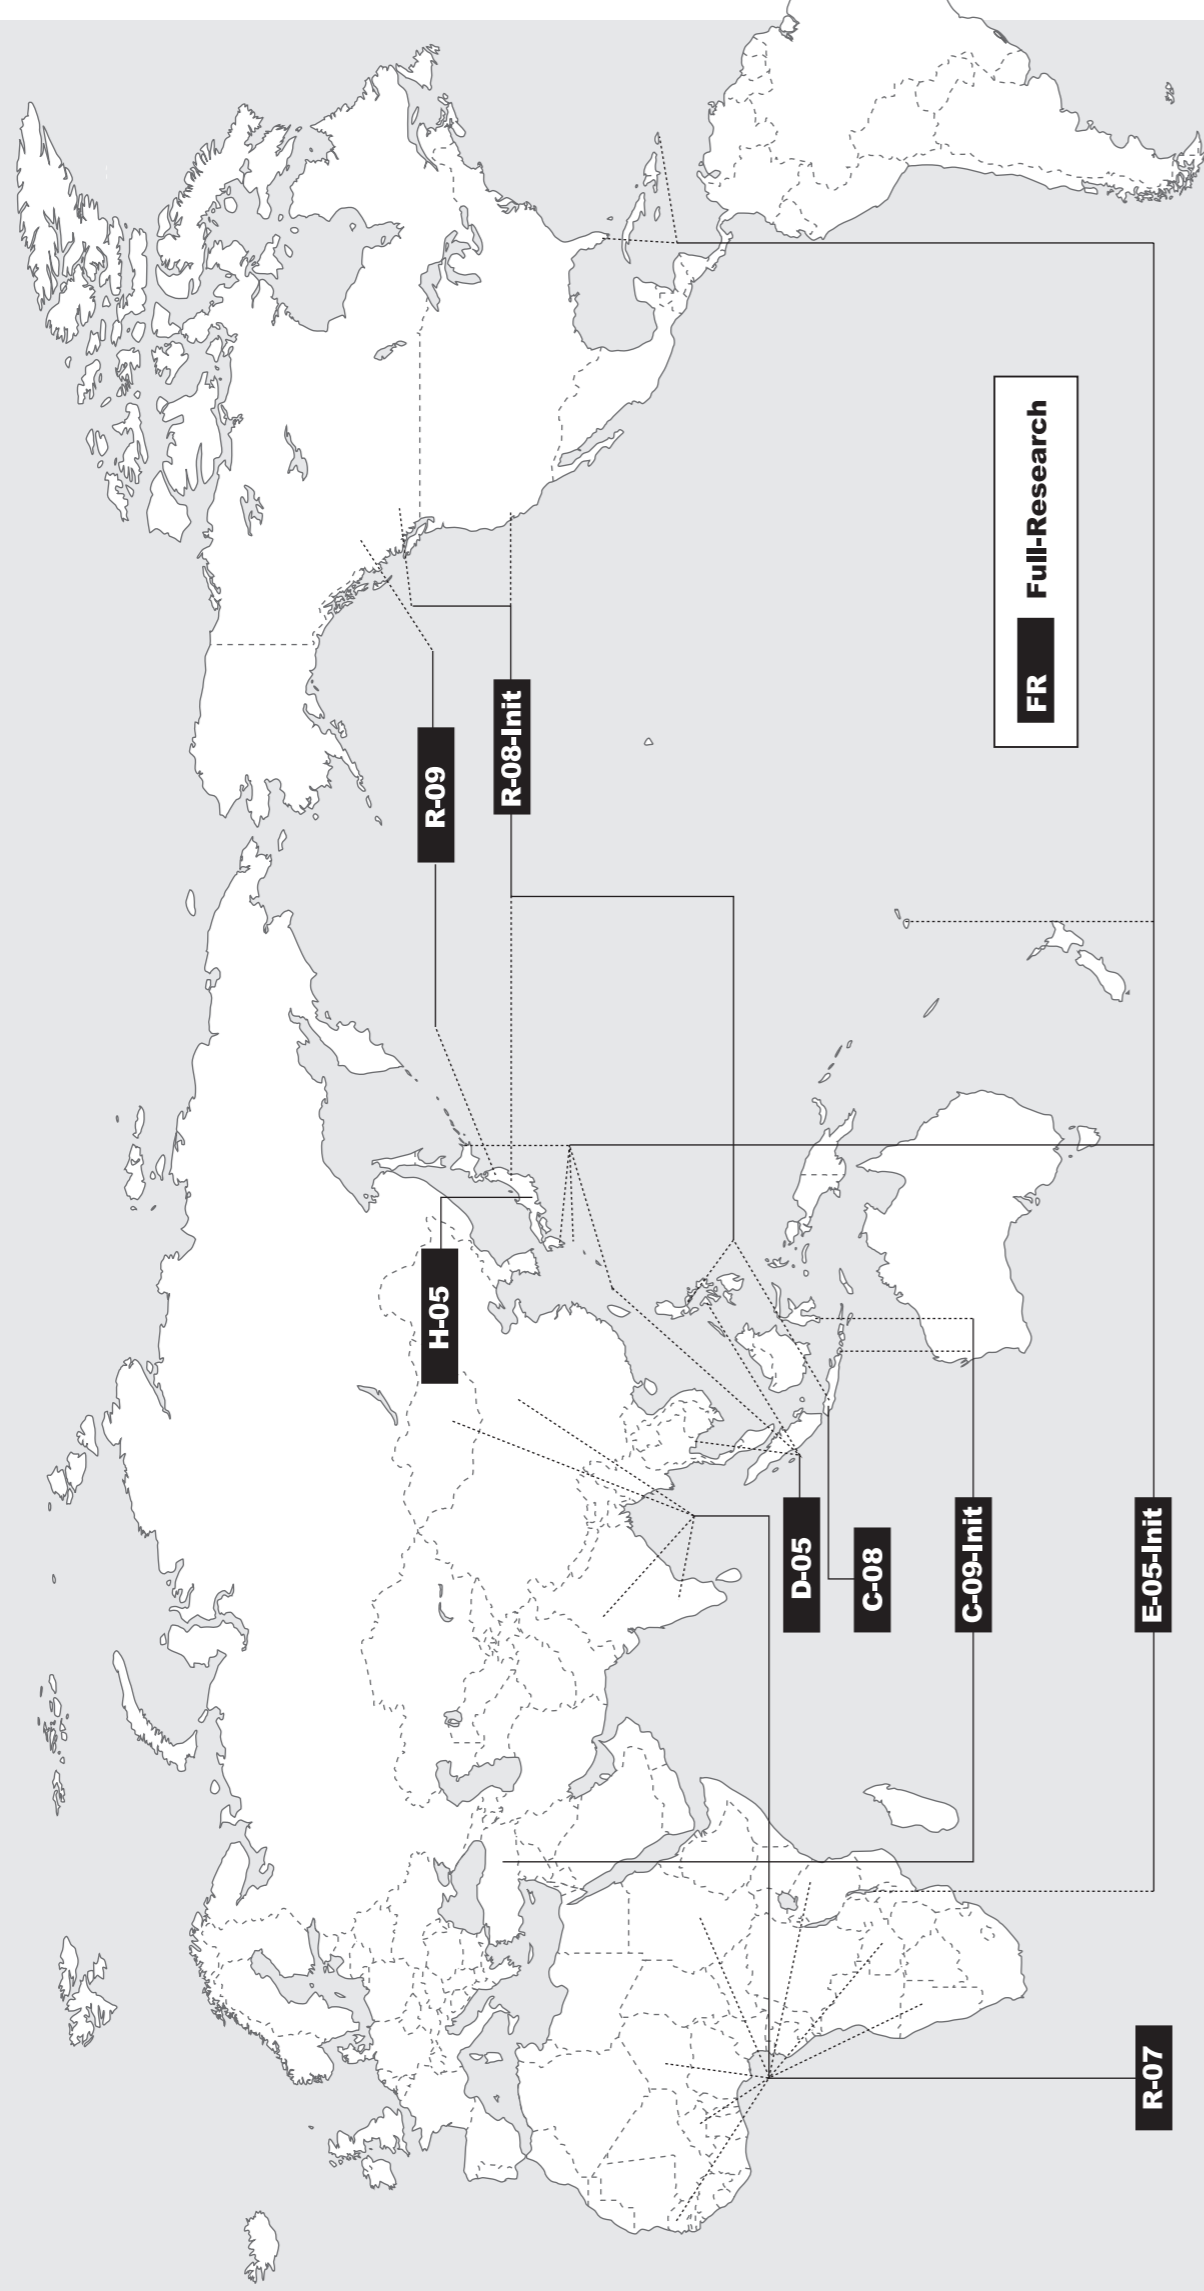 R-09
R-08-Init
FR Full-Research
H-05
D-05
C-08
C-09-Init
E-05-Init
R-07